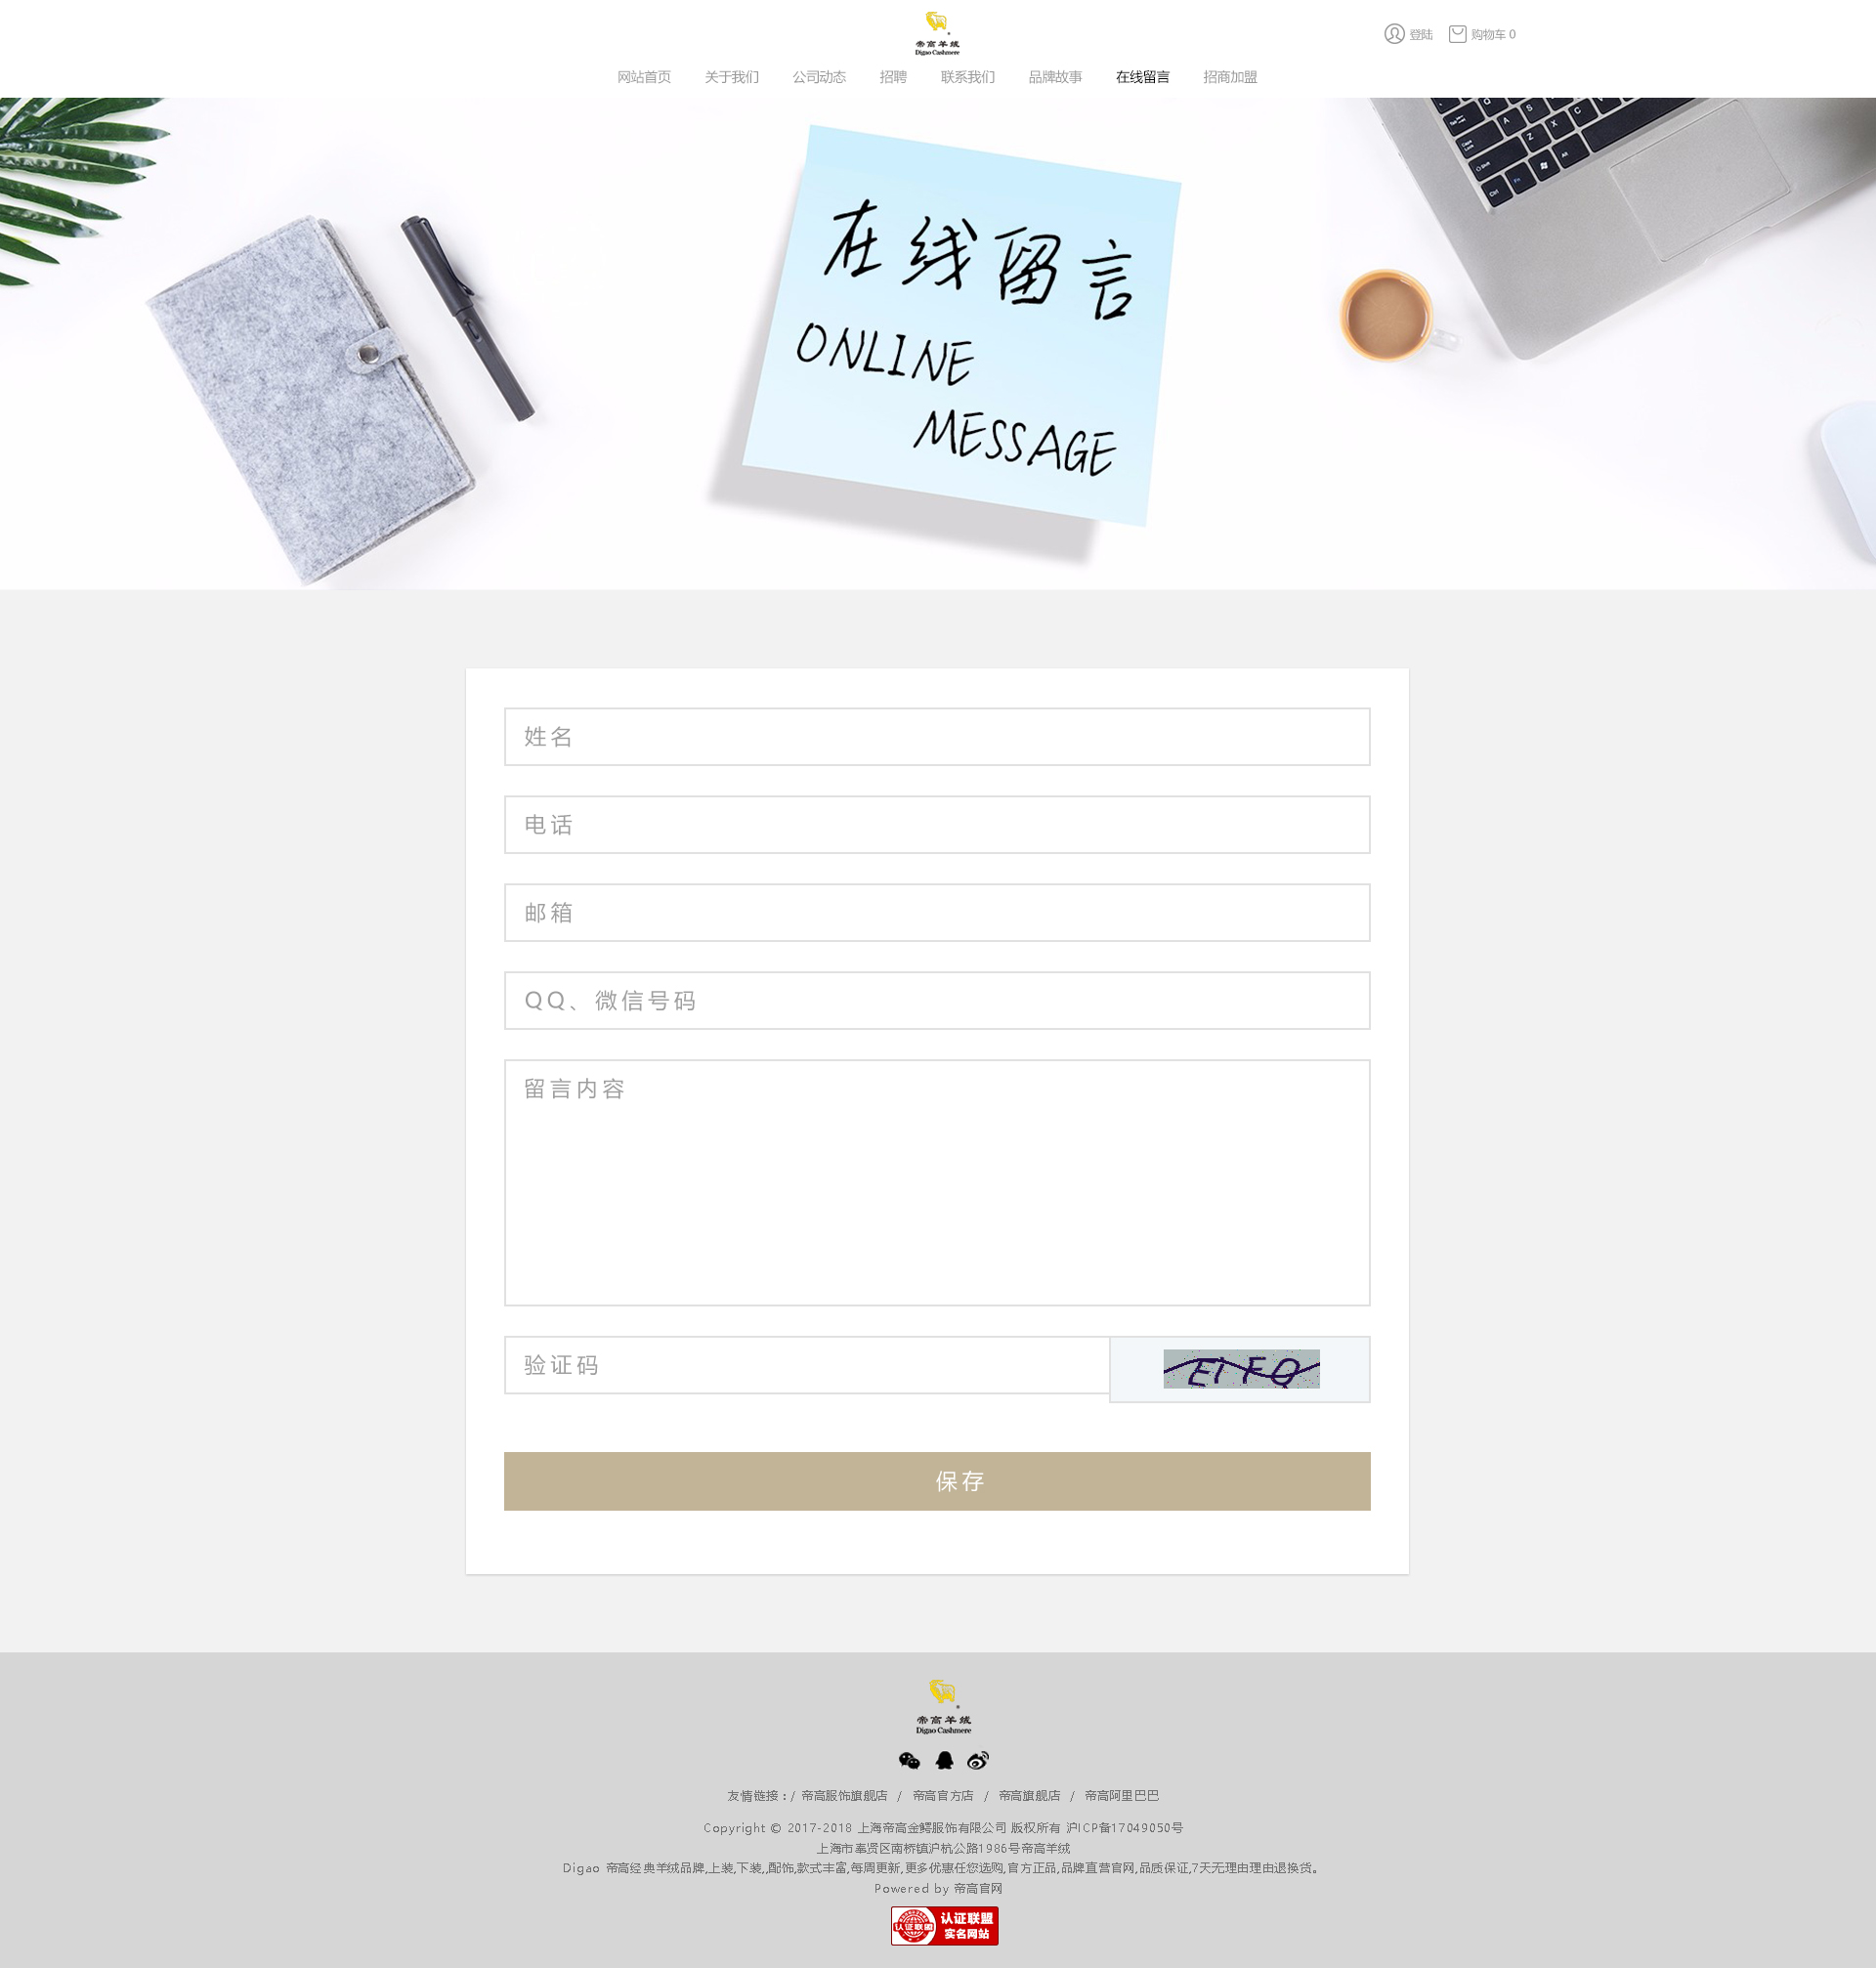 帝高羊绒
Digao Cashmere
登陆
购物车 0
网站首页 关于我们 公司动态 招聘 联系我们 品牌故事 在线留言 招商加盟
在线留言
ONLINE
MESSAGE
姓名
电话
邮箱
QQ、微信号码
留言内容
验证码
保存
帝高羊绒
Digao Cashmere
友情链接：/ 帝高服饰旗舰店 / 帝高官方店 / 帝高旗舰店 / 帝高阿里巴巴
Copyright © 2017-2018 上海帝高金鳄服饰有限公司 版权所有 沪ICP备17049050号
上海市奉贤区南桥镇沪杭公路1986号帝高羊绒
Digao 帝高经典羊绒品牌,上装,下装,,配饰,款式丰富,每周更新,更多优惠任您选购,官方正品,品牌直营官网,品质保证,7天无理由理由退换货。
Powered by 帝高官网
认证联盟
认证联盟
实名网站